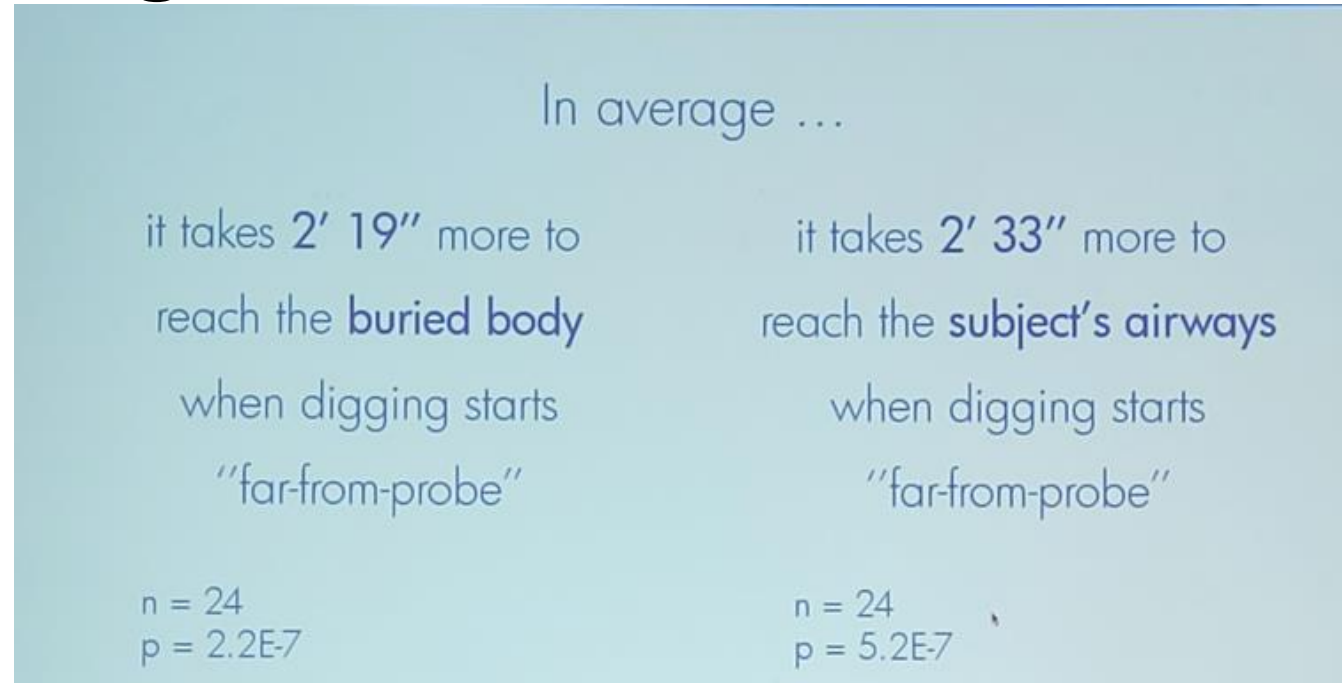 In average ...
it takes 2' 19" more to
reach the buried body
when digging starts
"far-from-probe"
n = 24
p = 2.2E-7
it takes 2' 33" more to
reach the subject's airways
when digging starts
"far-from-probe"
n = 24
p = 5.2E-7